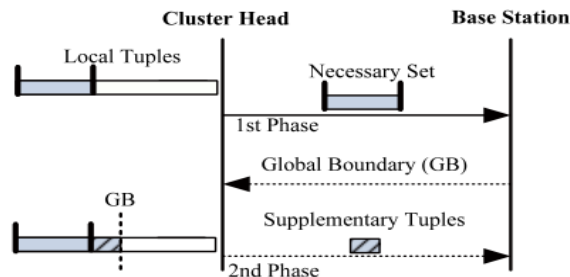 Cluster Head
Base Station
Local Tuples
Necessary Set
1st Phase
Global Boundary (GB)
GB
Supplementary Tuples
2nd Phase